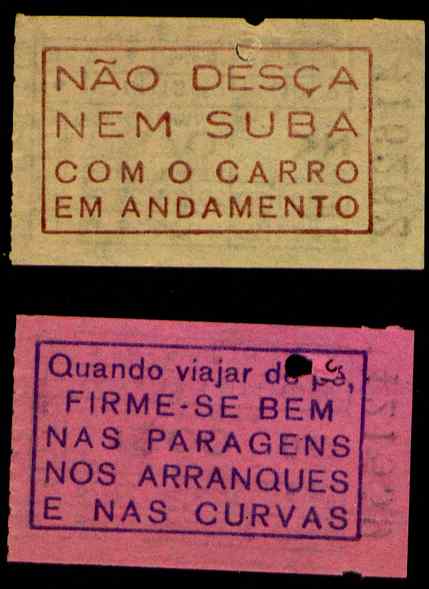 NÃO DESÇA
NEM SUBA
COM O CARRO
EM ANDAMENTO
Quando viajar de pé,
FIRME-SE BEM
NAS PARAGENS
NOS ARRANQUES
E NAS CURVAS